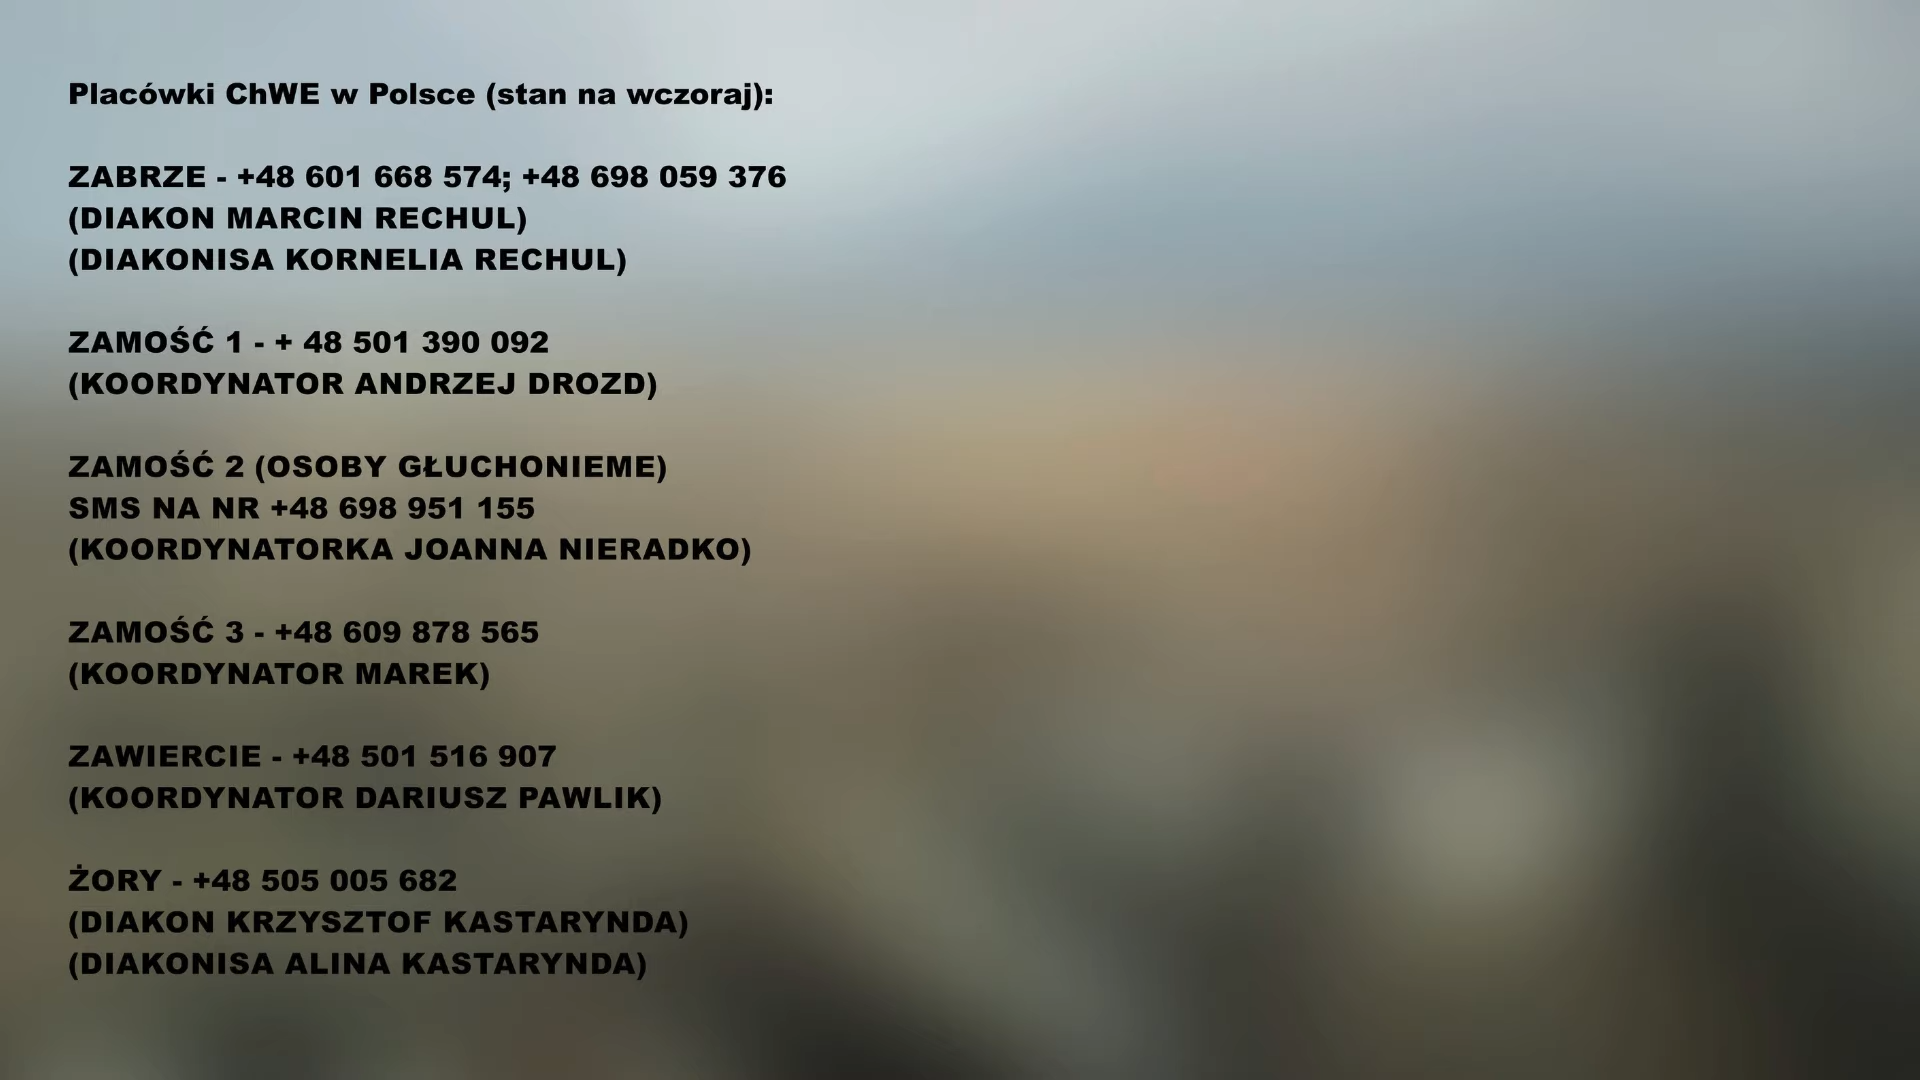 Placówki ChWE w Polsce (stan na wczoraj):
ZABRZE - +48 601 668 574; +48 698 059 376
(DIAKON MARCIN RECHUL)
(DIAKONISA KORNELIA RECHUL)
ZAMOŚĆ 1 - + 48 501 390 092
(KOORDYNATOR ANDRZEJ DROZD)
ZAMOŚĆ 2 (OSOBY GŁUCHONIEME)
SMS NA NR +48 698 951 155
(KOORDYNATORKA JOANNA NIERADKO)
ZAMOŚĆ 3 - +48 609 878 565
(KOORDYNATOR MAREK)
ZAWIERCIE - +48 501 516 907
(KOORDYNATOR DARIUSZ PAWLIK)
ŻORY - +48 505 005 682
(DIAKON KRZYSZTOF KASTARYNDA)
(DIAKONISA ALINA KASTARYNDA)